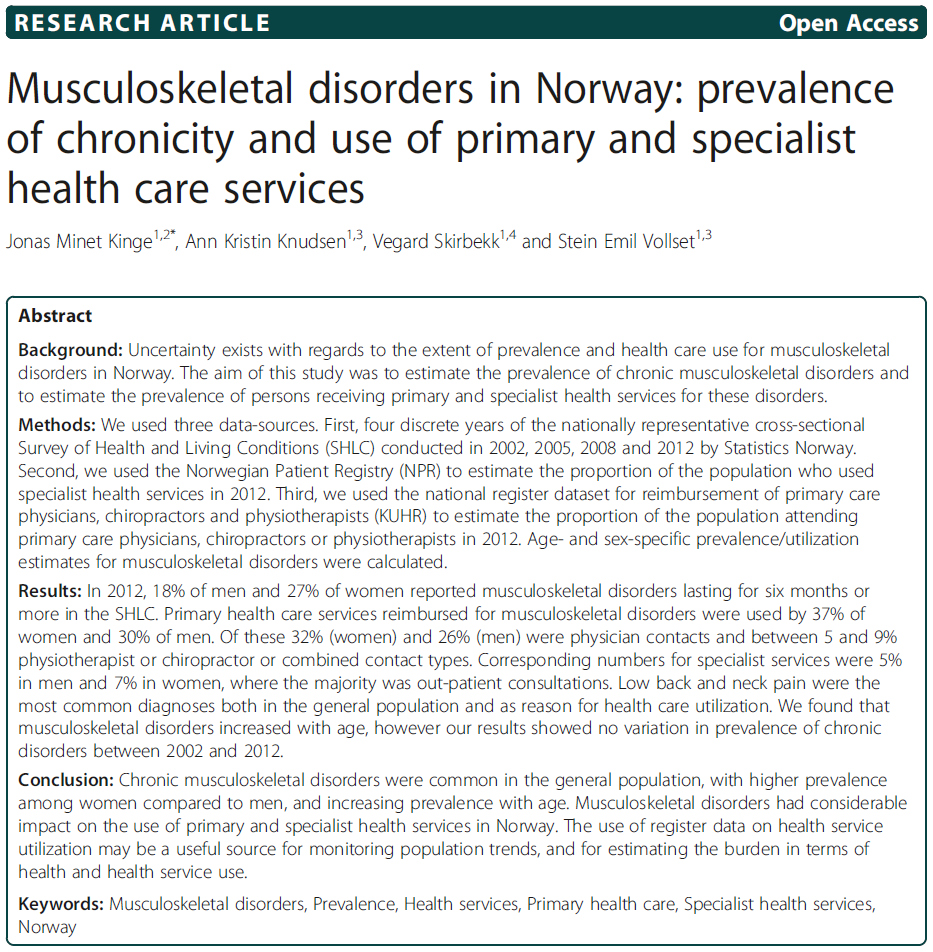 RESEARCH ARTICLE Open Access
Musculoskeletal disorders in Norway: prevalence
of chronicity and use of primary and specialist
health care services
Jonas Minet Kinge1,2*, Ann Kristin Knudsen1,3, Vegard Skirbekk1,4 and Stein Emil Vollset1,3
Abstract
Background: Uncertainty exists with regards to the extent of prevalence and health care use for musculoskeletal
disorders in Norway. The aim of this study was to estimate the prevalence of chronic musculoskeletal disorders and
to estimate the prevalence of persons receiving primary and specialist health services for these disorders.
Methods: We used three data-sources. First, four discrete years of the nationally representative cross-sectional
Survey of Health and Living Conditions (SHLC) conducted in 2002, 2005, 2008 and 2012 by Statistics Norway.
Second, we used the Norwegian Patient Registry (NPR) to estimate the proportion of the population who used
specialist health services in 2012. Third, we used the national register dataset for reimbursement of primary care
physicians, chiropractors and physiotherapists (KUHR) to estimate the proportion of the population attending
primary care physicians, chiropractors or physiotherapists in 2012. Age- and sex-specific prevalence/utilization
estimates for musculoskeletal disorders were calculated.
Results: In 2012, 18% of men and 27% of women reported musculoskeletal disorders lasting for six months or
more in the SHLC. Primary health care services reimbursed for musculoskeletal disorders were used by 37% of
women and 30% of men. Of these 32% (women) and 26% (men) were physician contacts and between 5 and 9%
physiotherapist or chiropractor or combined contact types. Corresponding numbers for specialist services were 5%
in men and 7% in women, where the majority was out-patient consultations. Low back and neck pain were the
most common diagnoses both in the general population and as reason for health care utilization. We found that
musculoskeletal disorders increased with age, however our results showed no variation in prevalence of chronic
disorders between 2002 and 2012.
Conclusion: Chronic musculoskeletal disorders were common in the general population, with higher prevalence
among women compared to men, and increasing prevalence with age. Musculoskeletal disorders had considerable
impact on the use of primary and specialist health services in Norway. The use of register data on health service
utilization may be a useful source for monitoring population trends, and for estimating the burden in terms of
health and health service use.
Keywords: Musculoskeletal disorders, Prevalence, Health services, Primary health care, Specialist health services,
Norway